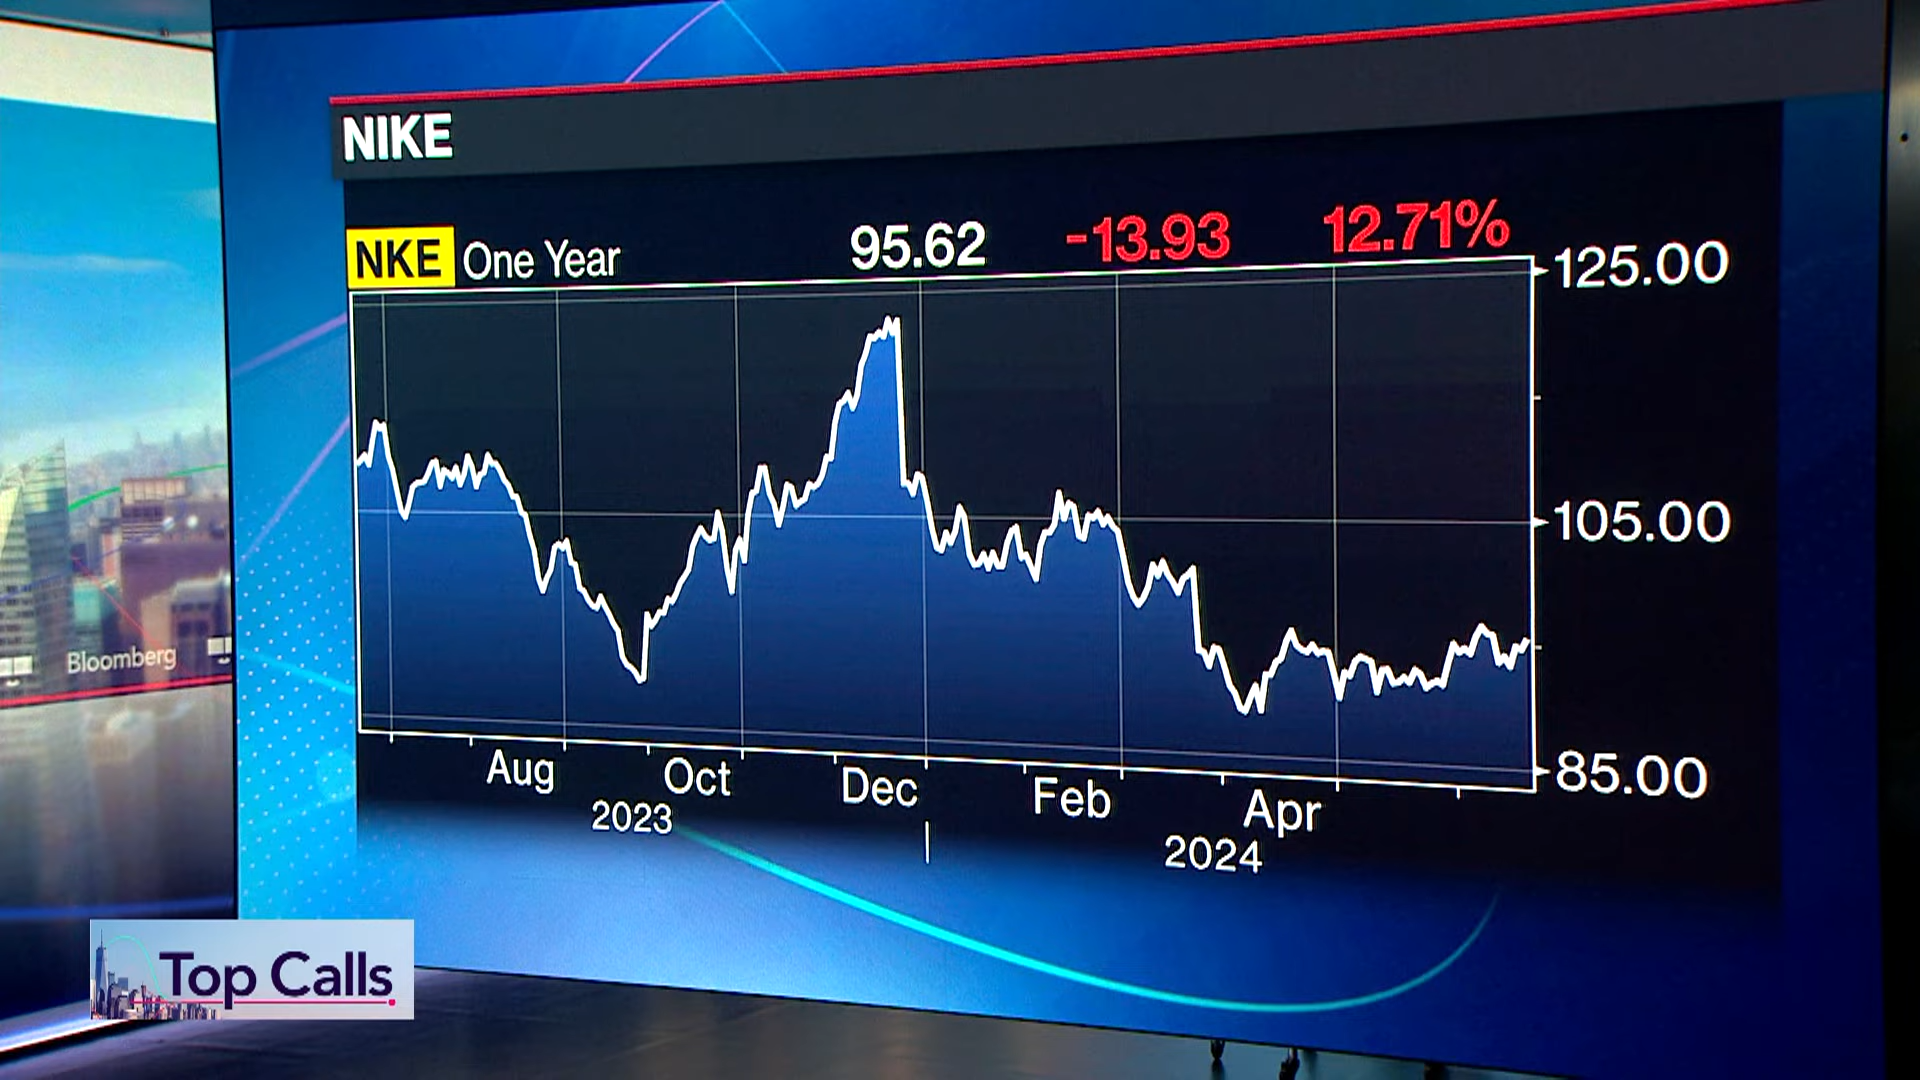 NIKE
NKE One Year 95.62 -13.93 12.71%
125.00
105.00
85.00
Aug Oct Dec Feb Apr
2023 2024
Bloomberg
Top Calls